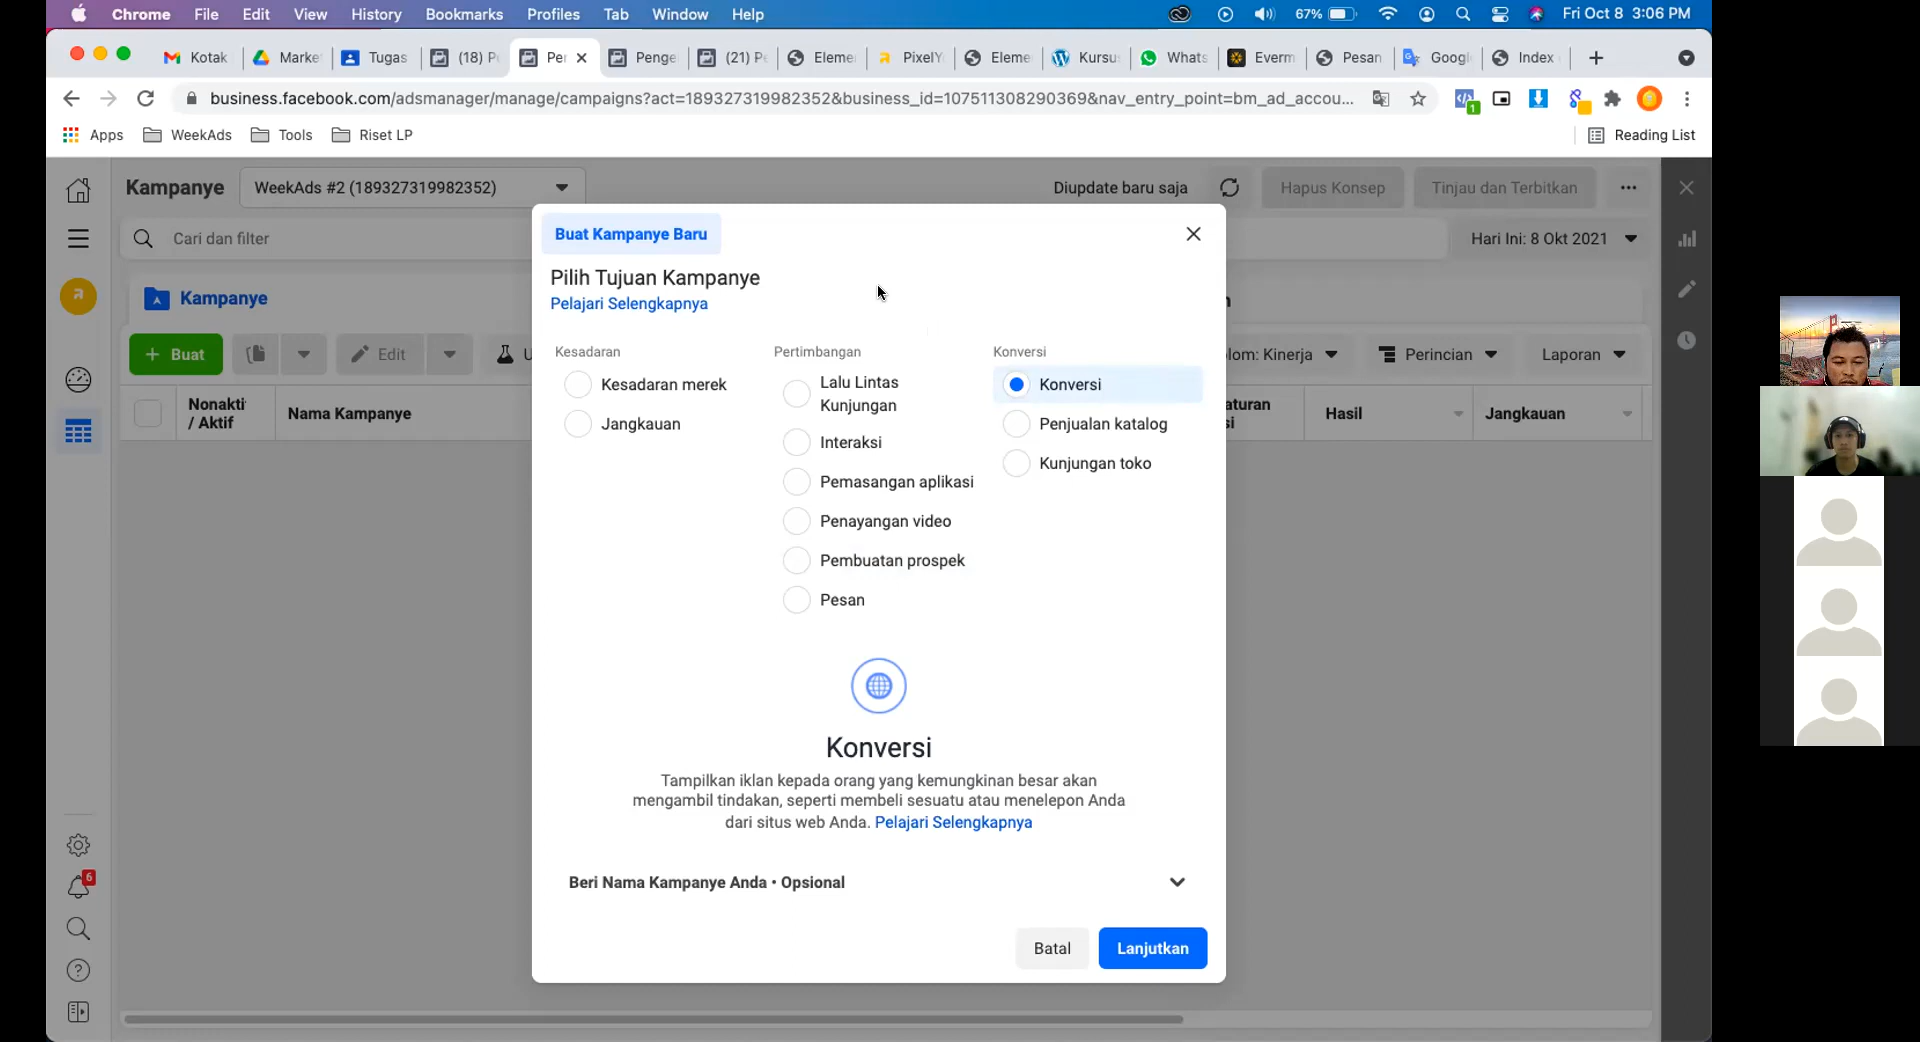 Chrome File Edit View History Bookmarks Profiles Tab Window Help 67% Fri Oct 8 3:06 PM
Kotak Marke Tugas (18) P Per Penge (21) P Eleme PixelY Eleme Kursu Whats Everm Pesan Googl Index
business.facebook.com/adsmanager/manage/campaigns?act=189327319982352&business_id=107511308290369&nav_entry_point=bm_ad_accou... 1
Apps WeekAds Tools Riset LP Reading List
Kampanye WeekAds #2 (189327319982352) Diupdate baru saja Hapus Konsep Tinjau dan Terbitkan
Cari dan filter Hari Ini: 8 Okt 2021
Kampanye
+ Buat Edit U lom: Kinerja Perincian Laporan
Nonakti
/ Aktif
Nama Kampanye
aturan
si
Hasil Jangkauan
6
Buat Kampanye Baru
Pilih Tujuan Kampanye
Pelajari Selengkapnya
Kesadaran
Kesadaran merek
Jangkauan
Pertimbangan
Lalu Lintas
Kunjungan
Interaksi
Pemasangan aplikasi
Penayangan video
Pembuatan prospek
Pesan
Konversi
Konversi
Penjualan katalog
Kunjungan toko
Konversi
Tampilkan iklan kepada orang yang kemungkinan besar akan
mengambil tindakan, seperti membeli sesuatu atau menelepon Anda
dari situs web Anda. Pelajari Selengkapnya
Beri Nama Kampanye Anda • Opsional
Batal Lanjutkan